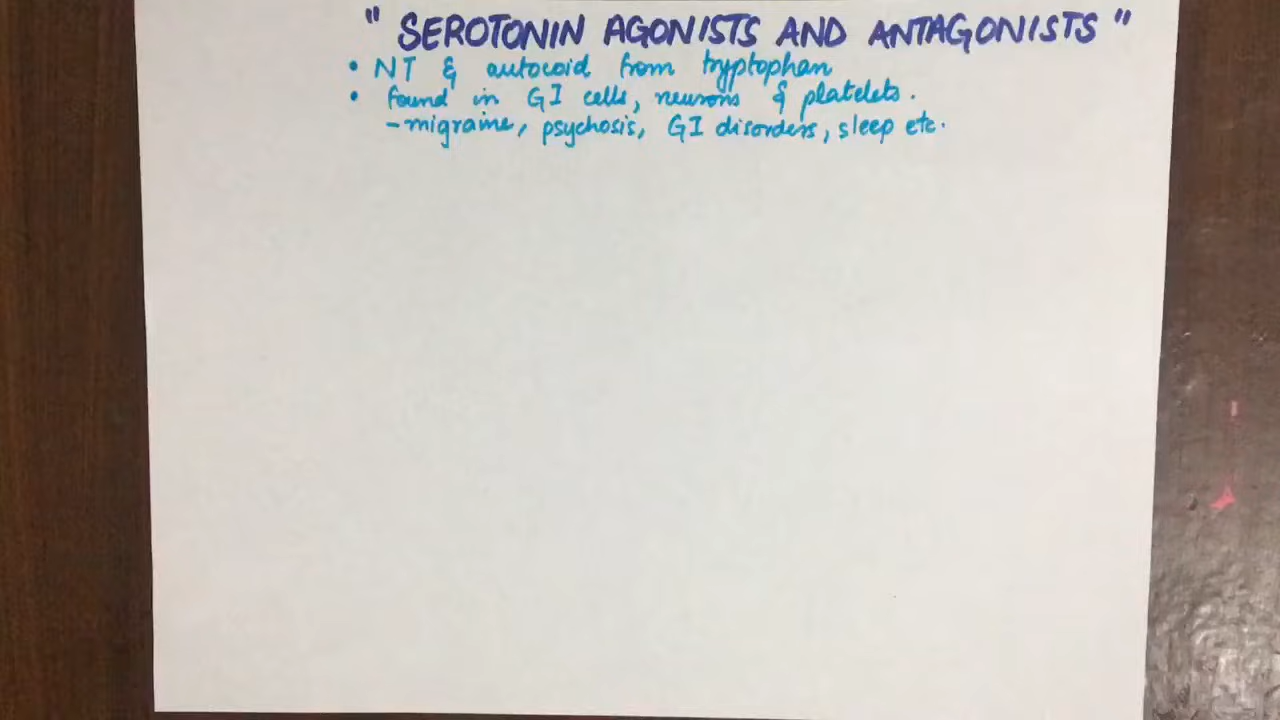 " SEROTONIN AGONISTS AND ANTAGONISTS "
• NT & autocoid from tryptophan
• found in GI cells, neurons & platelets.
- migraine, psychosis, GI disorders, sleep etc.